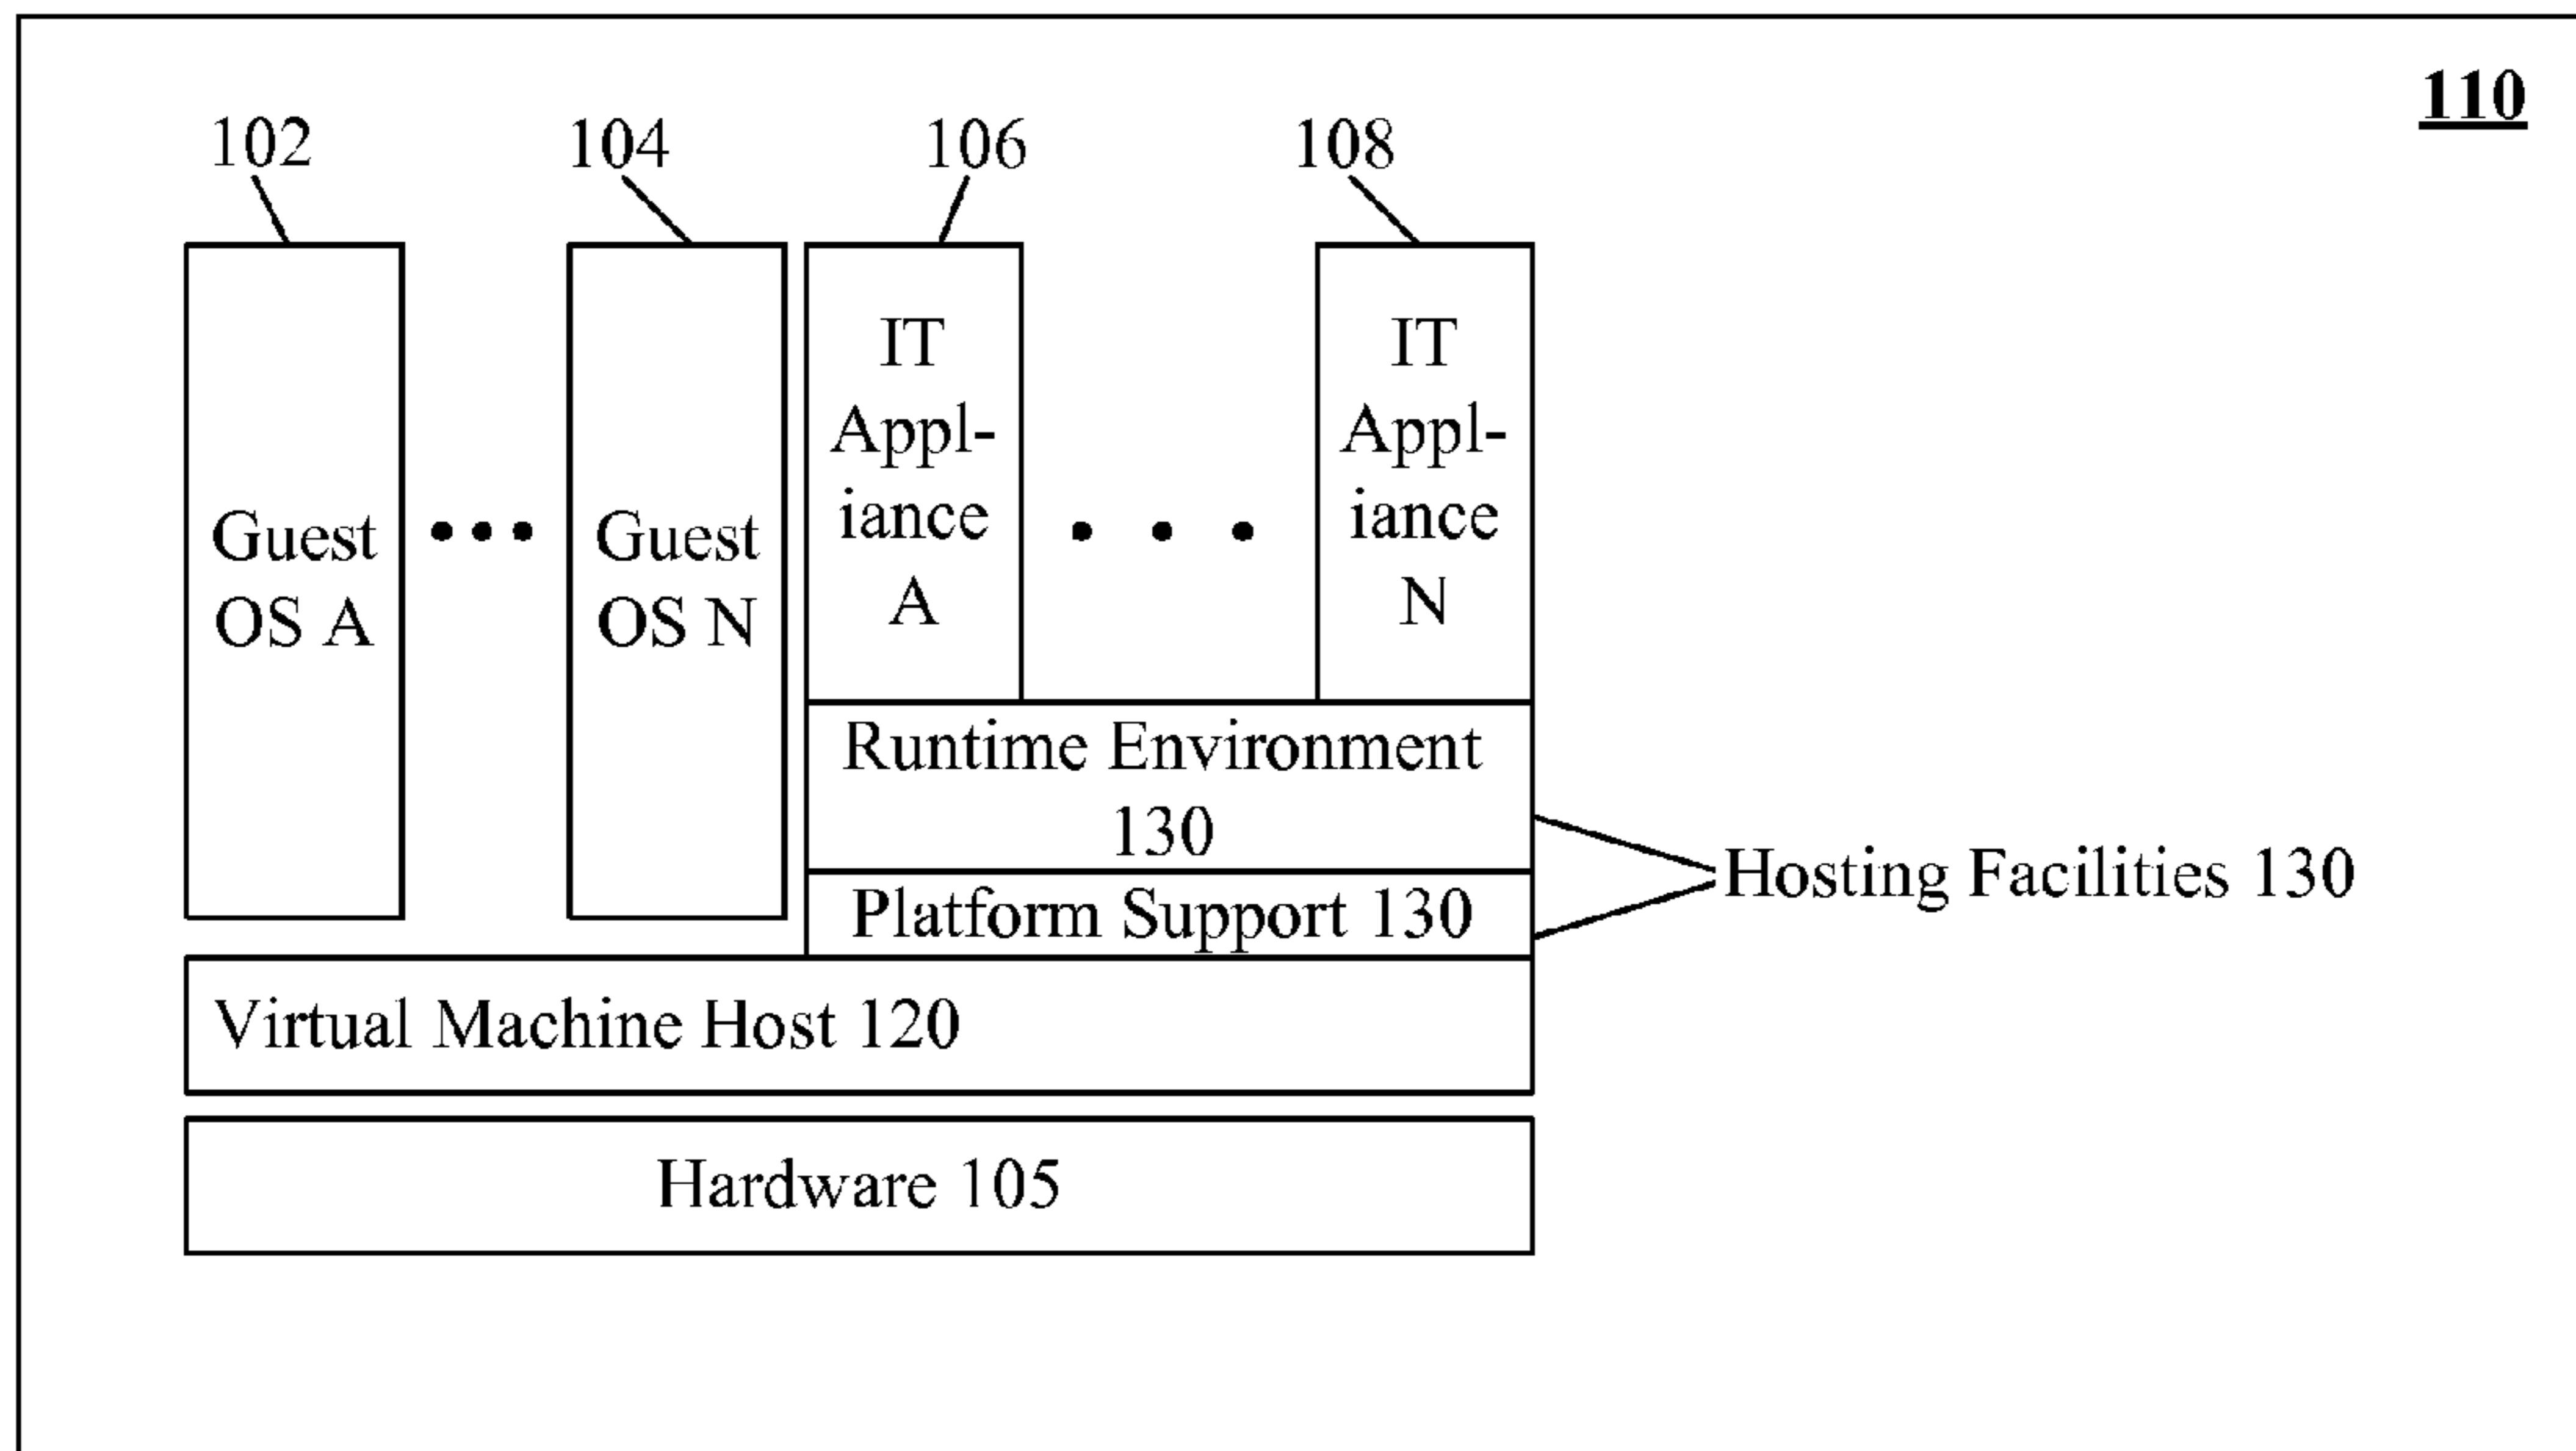 110
102
104
106
108
Guest
OS A
Guest
OS N
IT
Appl-
iance
A
IT
Appl-
iance
N
Runtime Environment
130
Platform Support 130
Hosting Facilities 130
Virtual Machine Host 120
Hardware 105